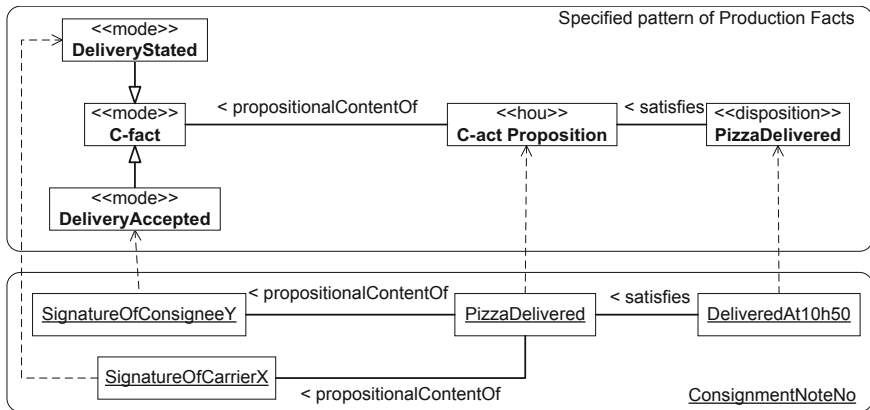 Specified pattern of Production Facts
<<mode>>
DeliveryStated
<<mode>>
C-fact
< propositionalContentOf
<<hou>>
C-act Proposition
< satisfies
<<disposition>>
PizzaDelivered
<<mode>>
DeliveryAccepted
SignatureOfConsigneeY
< propositionalContentOf
PizzaDelivered
< satisfies
DeliveredAt10h50
SignatureOfCarrierX
< propositionalContentOf
ConsignmentNoteNo